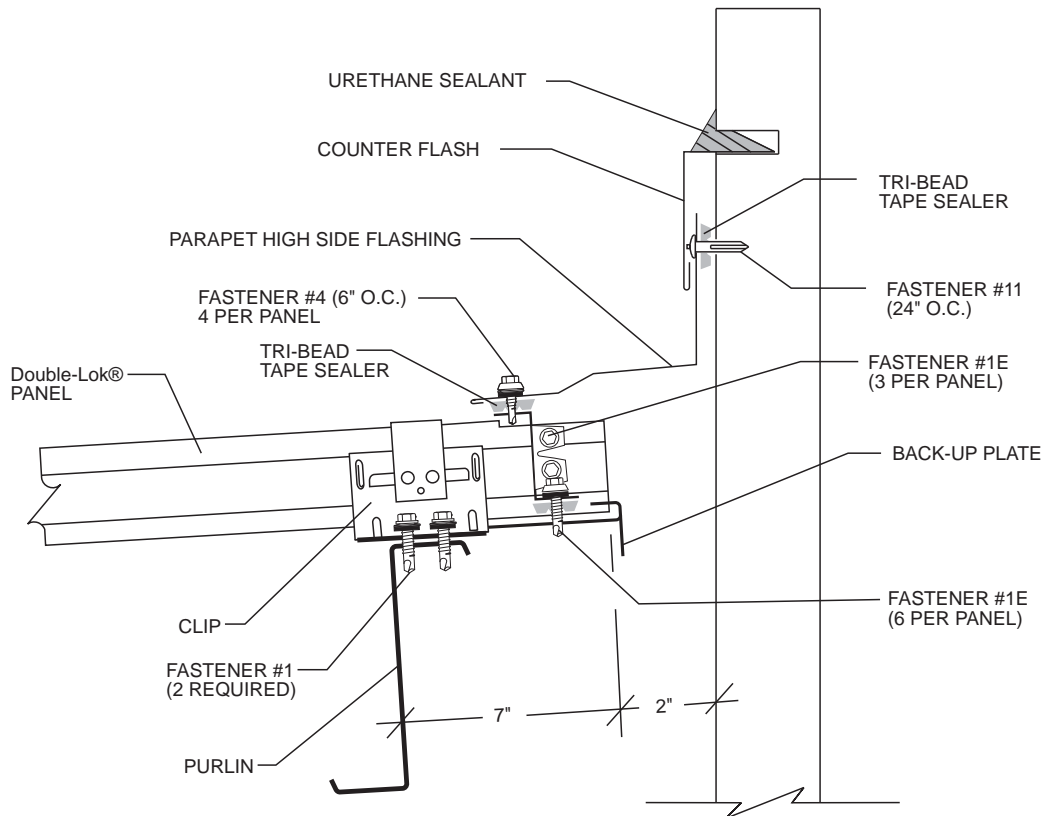 URETHANE SEALANT
COUNTER FLASH
TRI-BEAD
TAPE SEALER
PARAPET HIGH SIDE FLASHING
FASTENER #4 (6" O.C.)
4 PER PANEL
FASTENER #11
(24" O.C.)
TRI-BEAD
TAPE SEALER
FASTENER #1E
(3 PER PANEL)
Double-Lok®
PANEL
BACK-UP PLATE
CLIP
FASTENER #1E
(6 PER PANEL)
FASTENER #1
(2 REQUIRED)
7"
2"
PURLIN